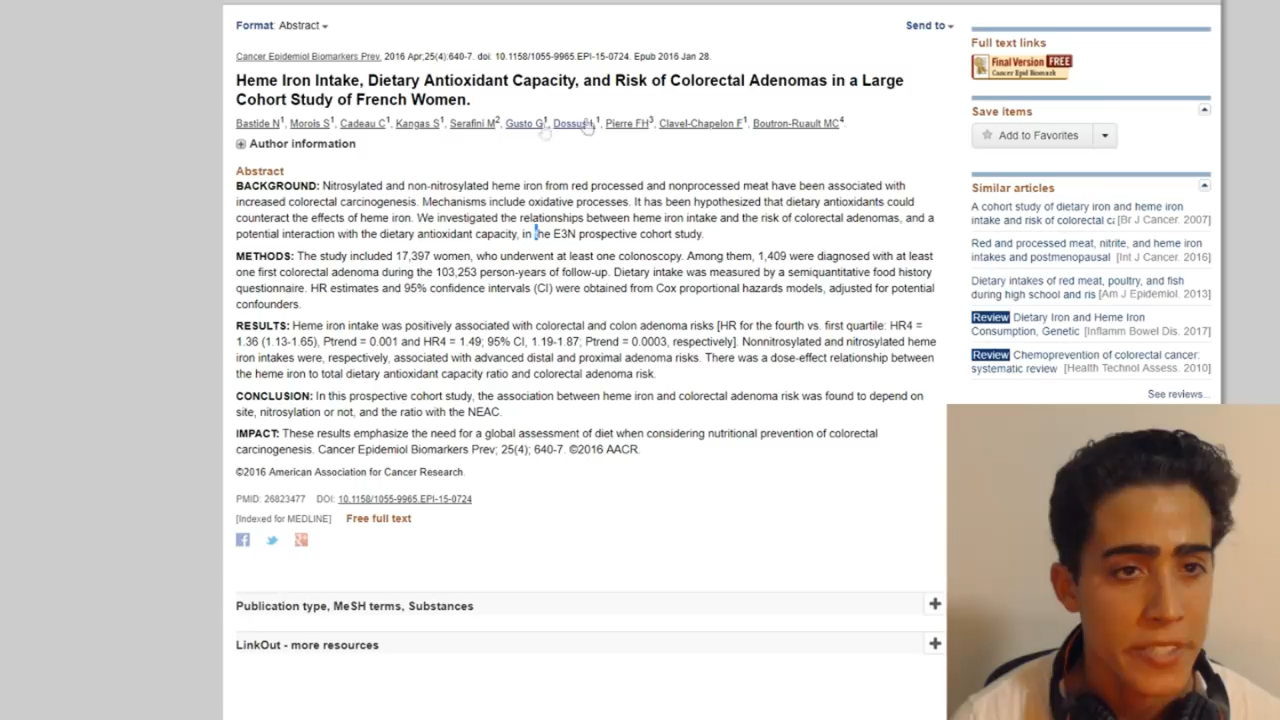 Format: Abstract
Send to
Cancer Epidemiol Biomarkers Prev. 2016 Apr;25(4):640-7. doi: 10.1158/1055-9965.EPI-15-0724. Epub 2016 Jan 28.
Heme Iron Intake, Dietary Antioxidant Capacity, and Risk of Colorectal Adenomas in a Large
Cohort Study of French Women.
Bastide N1, Morois S1, Cadeau C1, Kangas S1, Serafini M2, Gusto G1, Dossus 1, Pierre FH3, Clavel-Chapelon F1, Boutron-Ruault MC4.
Author information
Abstract
BACKGROUND: Nitrosylated and non-nitrosylated heme iron from red processed and nonprocessed meat have been associated with
increased colorectal carcinogenesis. Mechanisms include oxidative processes. It has been hypothesized that dietary antioxidants could
counteract the effects of heme iron. We investigated the relationships between heme iron intake and the risk of colorectal adenomas, and a
potential interaction with the dietary antioxidant capacity, in the E3N prospective cohort study.
METHODS: The study included 17,397 women, who underwent at least one colonoscopy. Among them, 1,409 were diagnosed with at least
one first colorectal adenoma during the 103,253 person-years of follow-up. Dietary intake was measured by a semiquantitative food history
questionnaire. HR estimates and 95% confidence intervals (CI) were obtained from Cox proportional hazards models, adjusted for potential
confounders.
RESULTS: Heme iron intake was positively associated with colorectal and colon adenoma risks [HR for the fourth vs. first quartile: HR4 =
1.36 (1.13-1.65), Ptrend = 0.001 and HR4 = 1.49; 95% CI, 1.19-1.87; Ptrend = 0.0003, respectively]. Nonnitrosylated and nitrosylated heme
iron intakes were, respectively, associated with advanced distal and proximal adenoma risks. There was a dose-effect relationship between
the heme iron to total dietary antioxidant capacity ratio and colorectal adenoma risk.
CONCLUSION: In this prospective cohort study, the association between heme iron and colorectal adenoma risk was found to depend on
site, nitrosylation or not, and the ratio with the NEAC.
IMPACT: These results emphasize the need for a global assessment of diet when considering nutritional prevention of colorectal
carcinogenesis. Cancer Epidemiol Biomarkers Prev; 25(4); 640-7. ©2016 AACR.
©2016 American Association for Cancer Research.
PMID: 26823477 DOI: 10.1158/1055-9965.EPI-15-0724
[Indexed for MEDLINE] Free full text
Publication type, MeSH terms, Substances
LinkOut - more resources
Full text links
Final Version FREE
Cancer Epid Biomark
Save items
Add to Favorites
Similar articles
A cohort study of dietary iron and heme iron
intake and risk of colorectal ca [Br J Cancer. 2007]
Red and processed meat, nitrite, and heme iron
intakes and postmenopausal [Int J Cancer. 2016]
Dietary intakes of red meat, poultry, and fish
during high school and ris [Am J Epidemiol. 2013]
Review Dietary Iron and Heme Iron
Consumption, Genetic [Inflamm Bowel Dis. 2017]
Review Chemoprevention of colorectal cancer:
systematic review [Health Technol Assess. 2010]
See reviews...